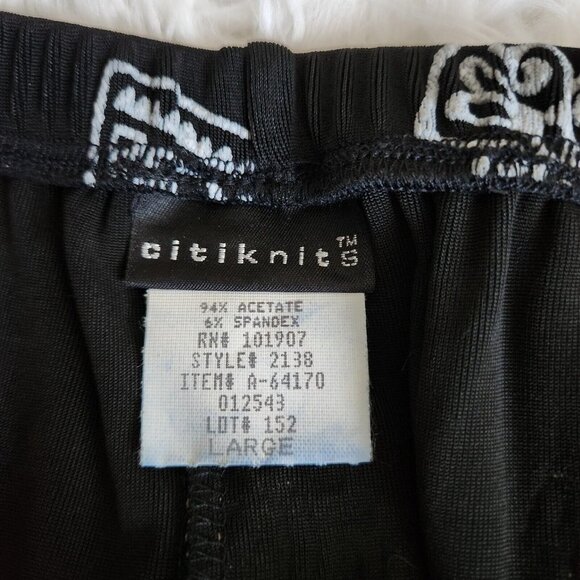 citiknits™
94% ACETATE
6% SPANDEX
RN# 101907
STYLE# 2138
ITEM# A-64170
012543
LOT# 152
LARGE